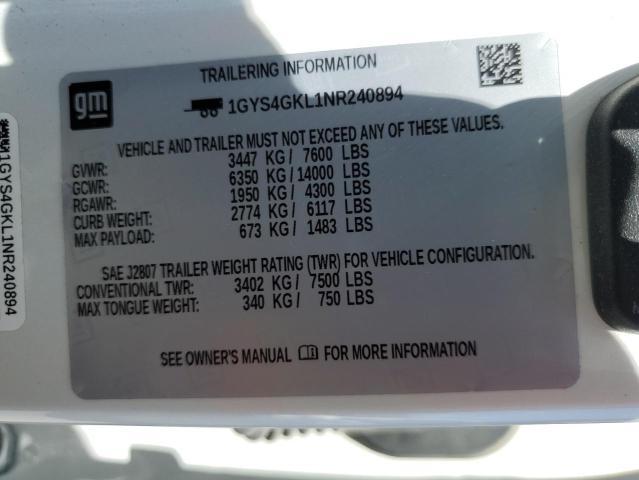 gm
TRAILERING INFORMATION
1GYS4GKL1NR240894
VEHICLE AND TRAILER MUST NOT EXCEED ANY OF THESE VALUES.
GVWR: 3447 KG/ 7600 LBS
GCWR: 6350 KG/14000 LBS
RGAWR: 1950 KG/ 4300 LBS
CURB WEIGHT: 2774 KG/ 6117 LBS
MAX PAYLOAD: 673 KG/ 1483 LBS
SAE J2807 TRAILER WEIGHT RATING (TWR) FOR VEHICLE CONFIGURATION.
CONVENTIONAL TWR: 3402 KG/ 7500 LBS
MAX TONGUE WEIGHT: 340 KG/ 750 LBS
SEE OWNER'S MANUAL FOR MORE INFORMATION
1GYS4GKL1NR240894